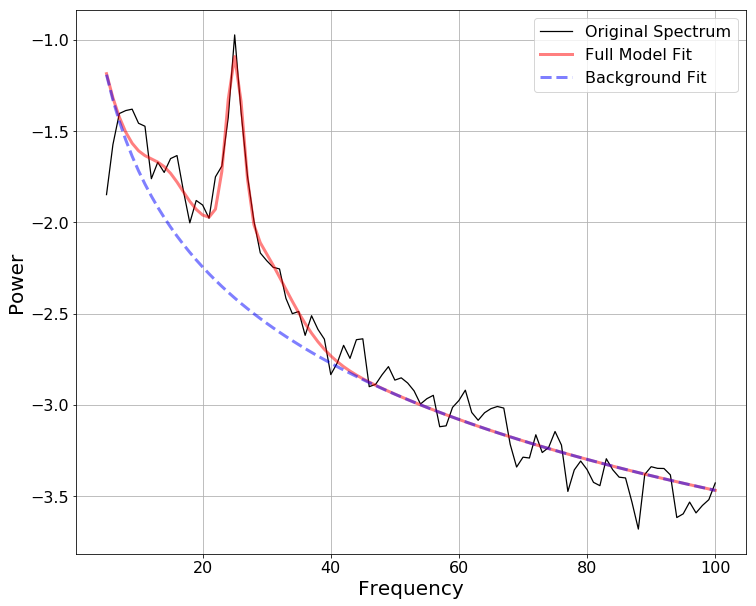 Original Spectrum
Full Model Fit
Background Fit
Power
−1.0
−1.5
−2.0
−2.5
−3.0
−3.5
20 40 60 80 100
Frequency